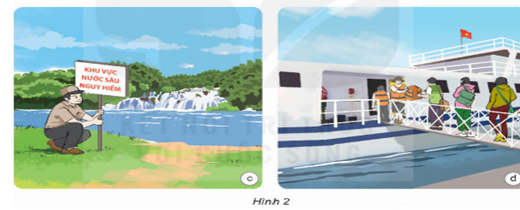 KHU VỰC
NƯỚC SÂU
NGUY HIỂM
c
d
Hình 2